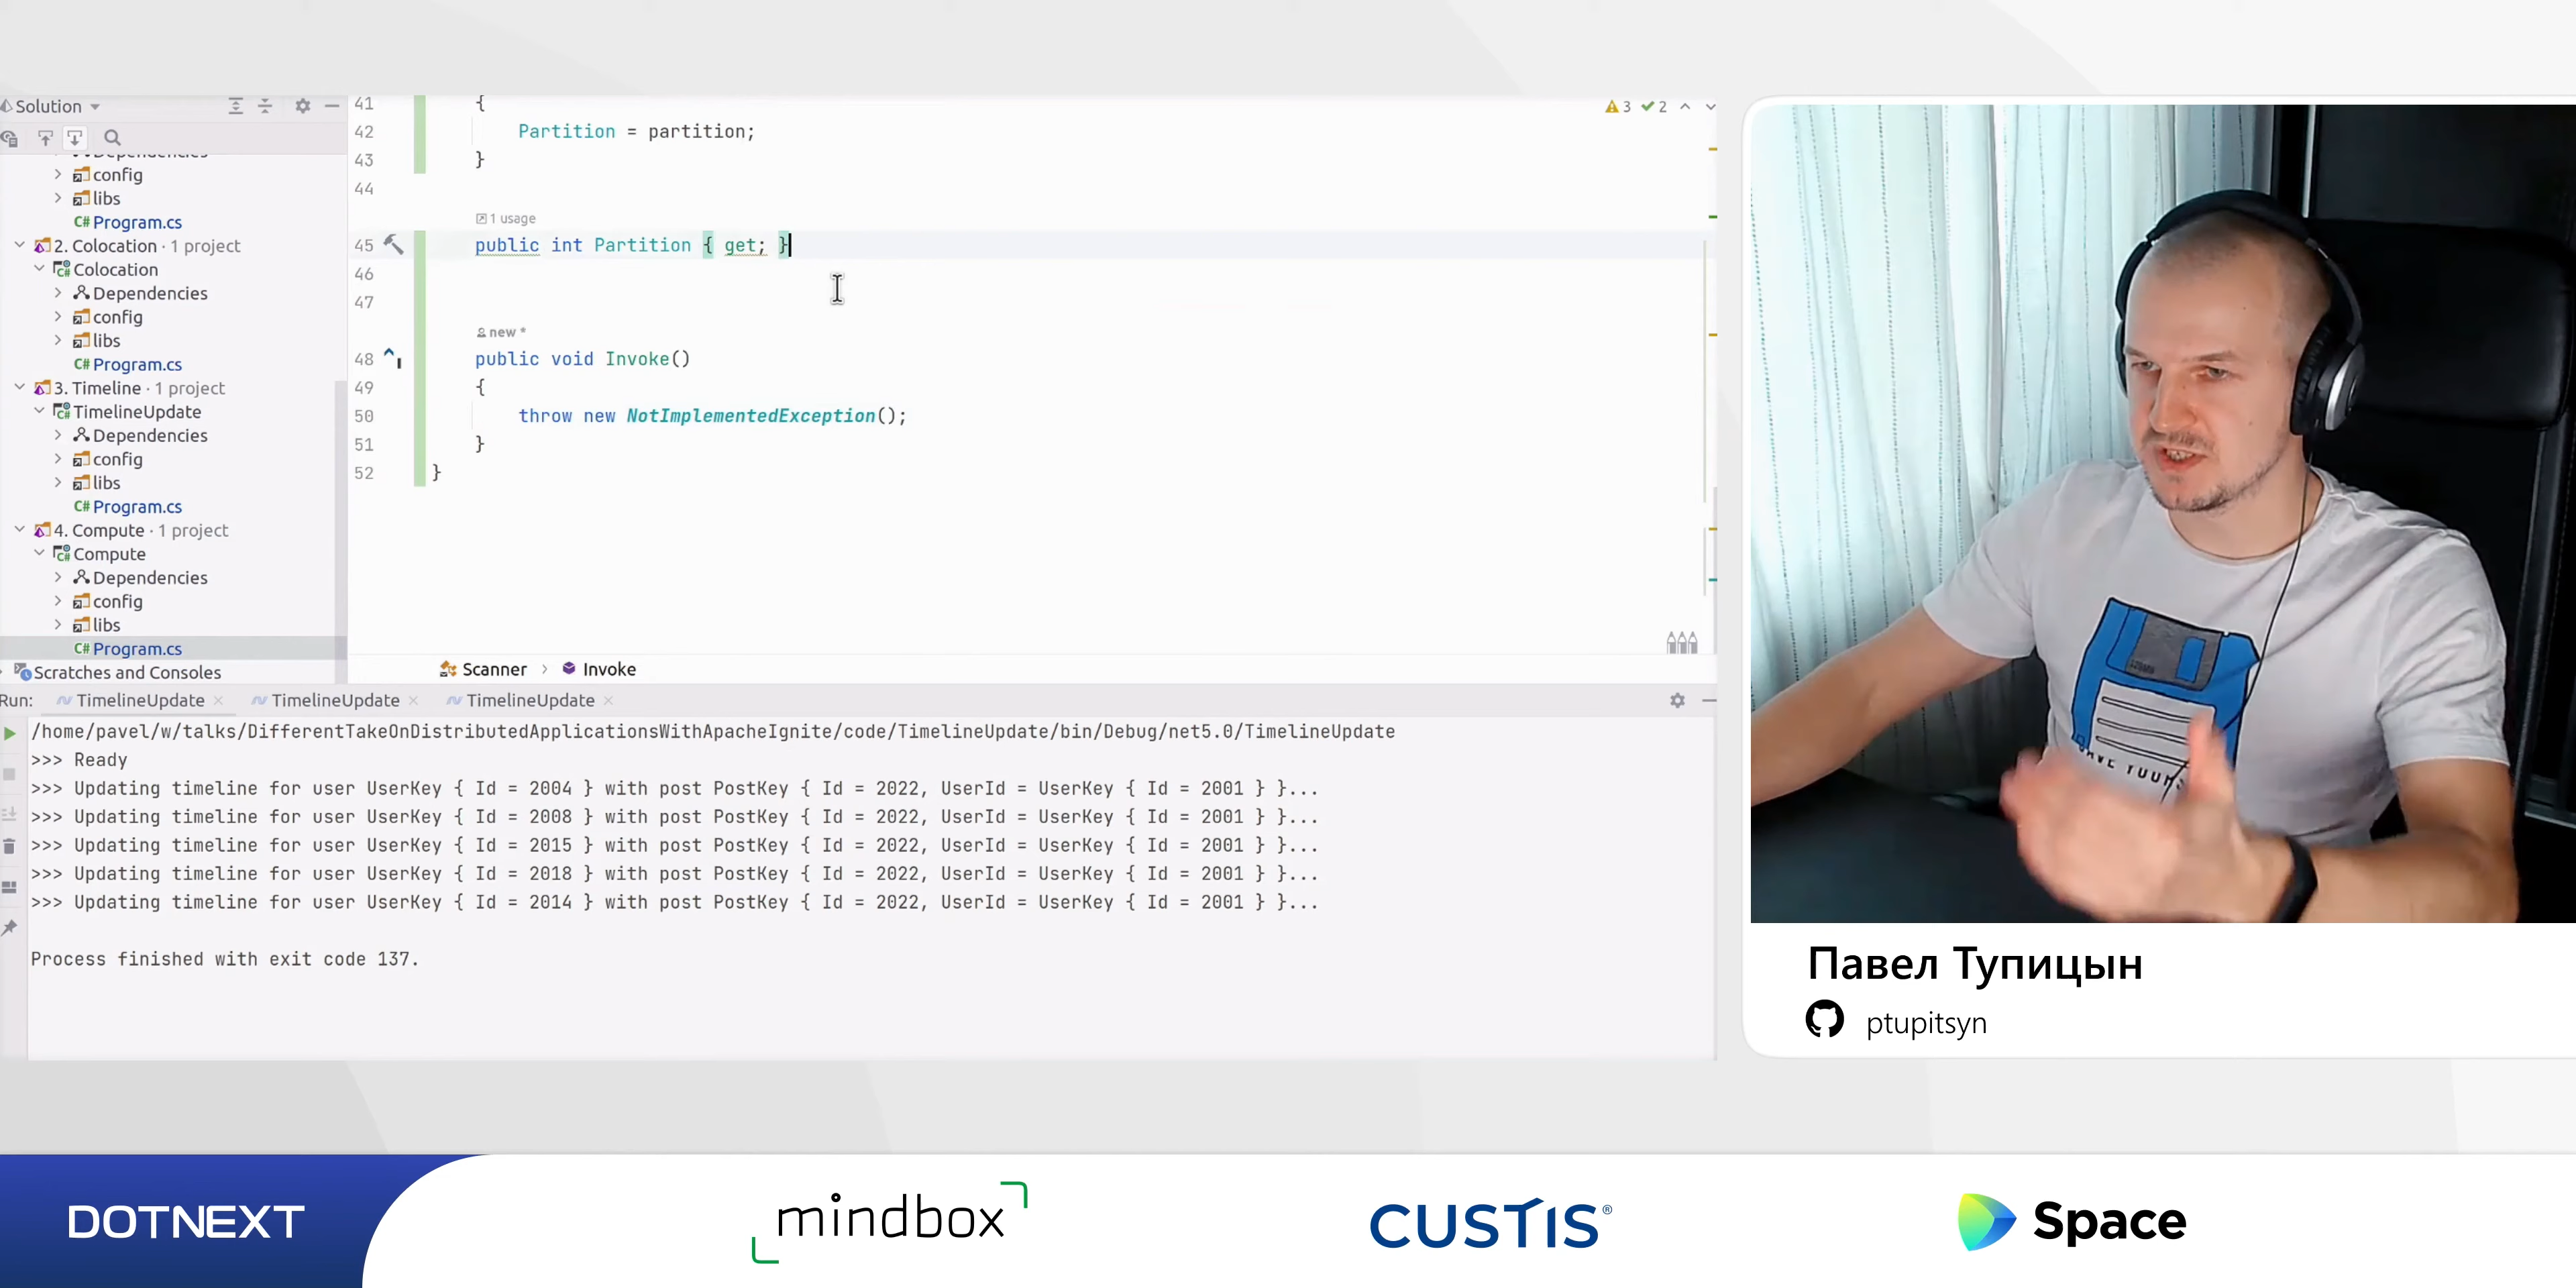 Solution
Dependencies
config
libs
C# Program.cs
2. Colocation · 1 project
C# Colocation
Dependencies
config
libs
C# Program.cs
3. Timeline · 1 project
C# TimelineUpdate
Dependencies
config
libs
C# Program.cs
4. Compute · 1 project
C# Compute
Dependencies
config
libs
C# Program.cs
Scratches and Consoles
3 2
41 {
42 Partition = partition;
43 }
44
1 usage
45 public int Partition { get; }
46
47
new *
48 public void Invoke()
49 {
50 throw new NotImplementedException();
51 }
52 }
Scanner > Invoke
Run: TimelineUpdate × TimelineUpdate × TimelineUpdate ×
/home/pavel/w/talks/DifferentTakeOnDistributedApplicationsWithApacheIgnite/code/TimelineUpdate/bin/Debug/net5.0/TimelineUpdate
>>> Ready
>>> Updating timeline for user UserKey { Id = 2004 } with post PostKey { Id = 2022, UserId = UserKey { Id = 2001 } }...
>>> Updating timeline for user UserKey { Id = 2008 } with post PostKey { Id = 2022, UserId = UserKey { Id = 2001 } }...
>>> Updating timeline for user UserKey { Id = 2015 } with post PostKey { Id = 2022, UserId = UserKey { Id = 2001 } }...
>>> Updating timeline for user UserKey { Id = 2018 } with post PostKey { Id = 2022, UserId = UserKey { Id = 2001 } }...
>>> Updating timeline for user UserKey { Id = 2014 } with post PostKey { Id = 2022, UserId = UserKey { Id = 2001 } }...
Process finished with exit code 137.
Павел Тупицын
ptupitsyn
DOTNEXT
mindbox
CUSTIS®
Space